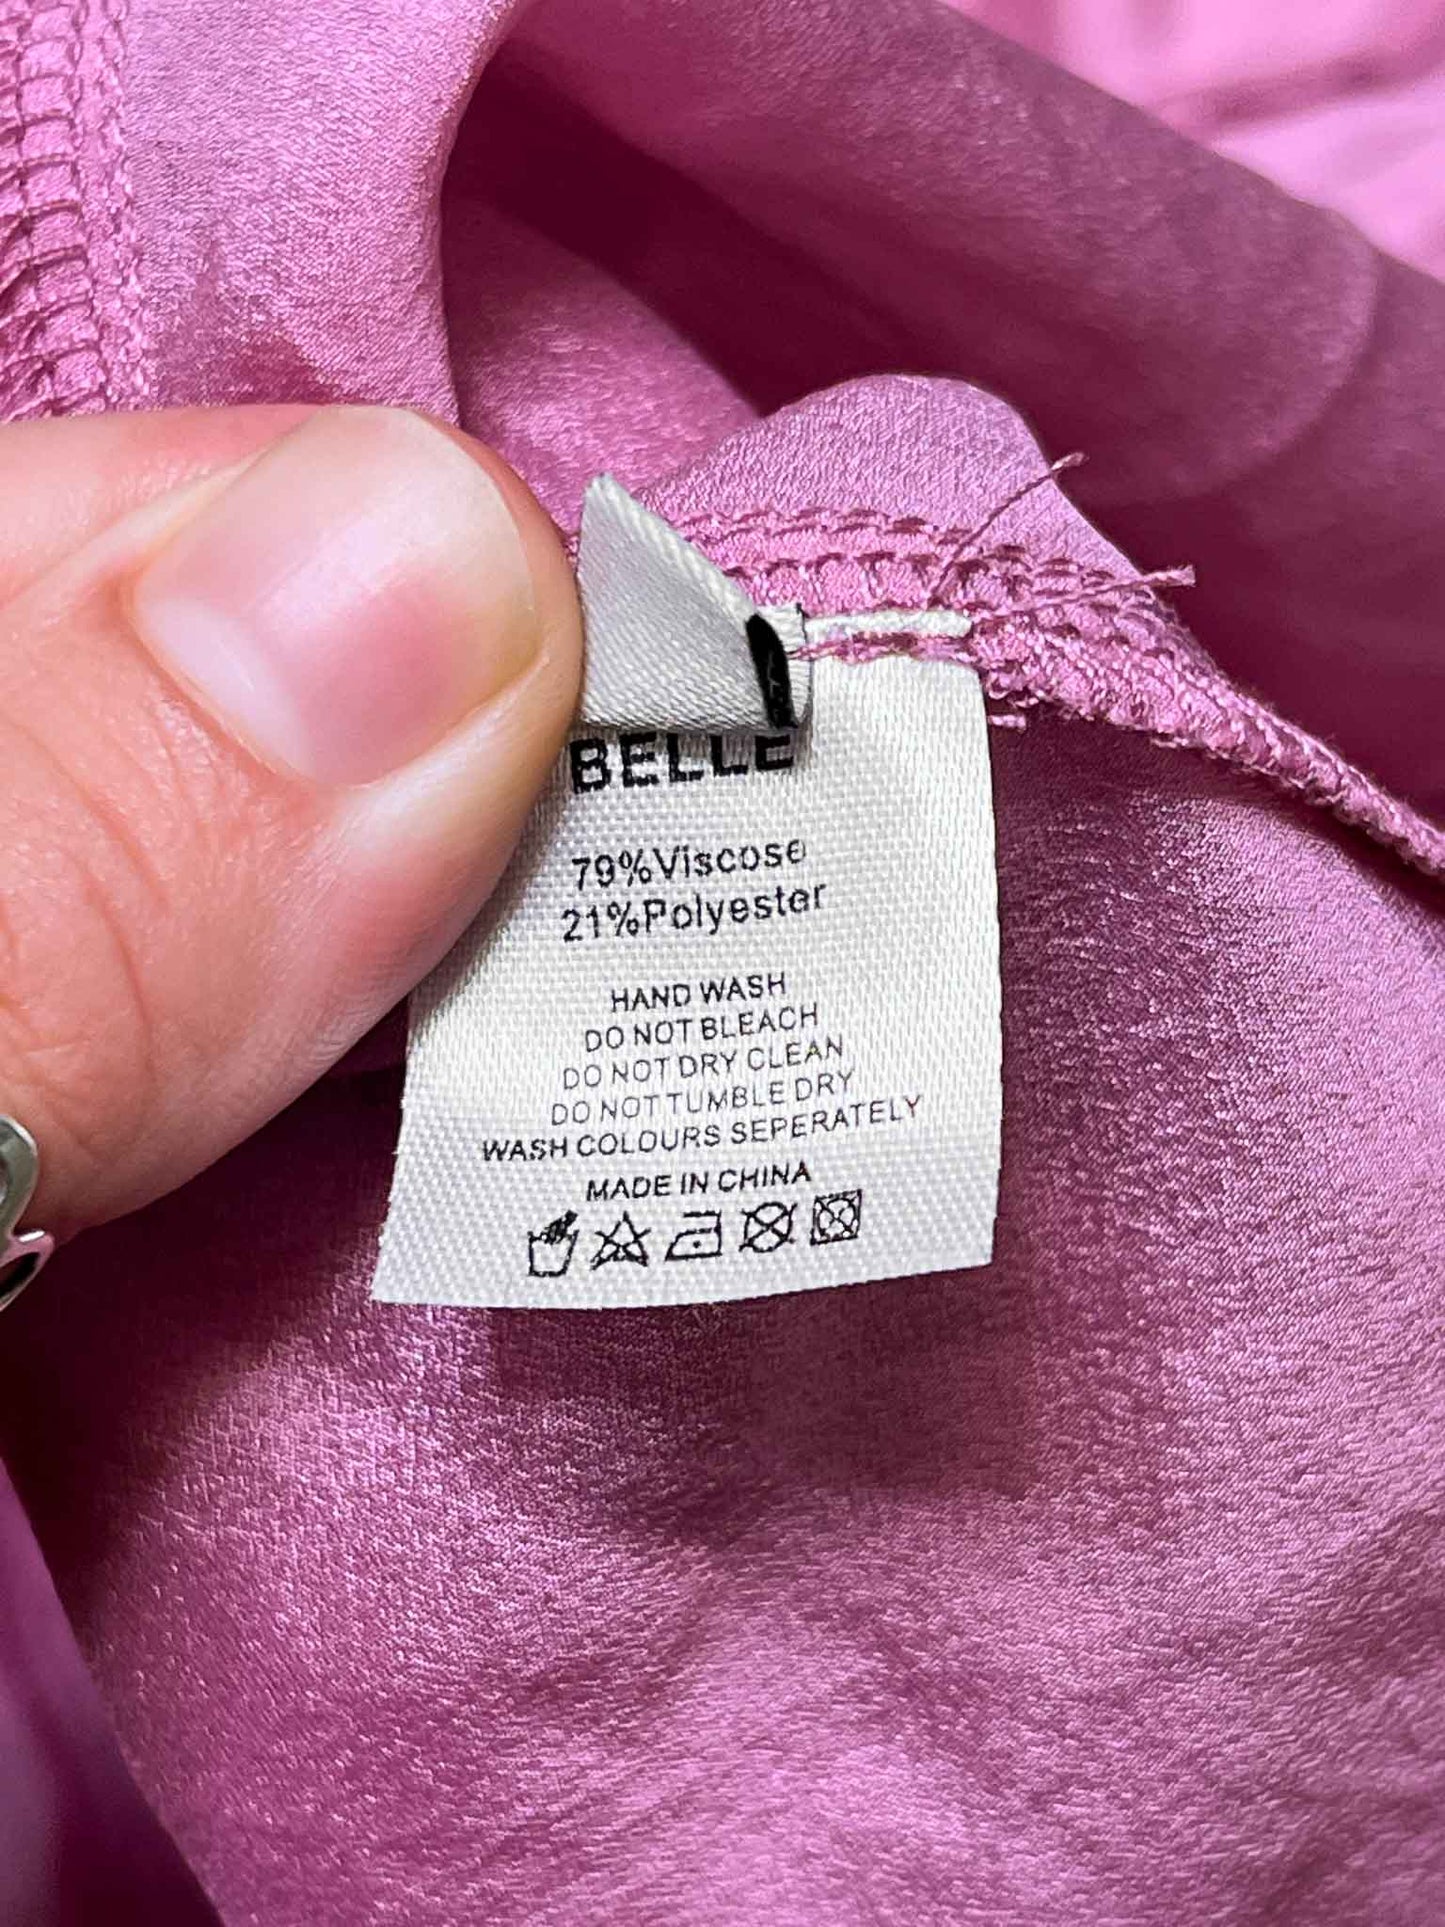 BELLE
79%Viscose
21%Polyester
HAND WASH
DO NOT BLEACH
DO NOT DRY CLEAN
DO NOT TUMBLE DRY
WASH COLOURS SEPERATELY
MADE IN CHINA